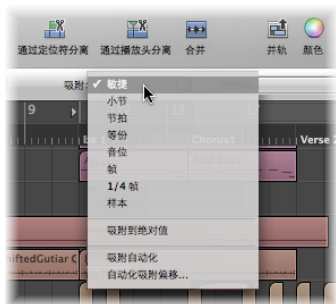 通过定位符分离 通过播放头分离 合并 并轨 颜色
吸附: ✓ 敏捷
9
小节
13
17
节拍
等份
Chorus1
Verse
音位
帧
1/4 帧
样本
吸附到绝对值
吸附自动化
hiftedGutiar C
自动化吸附偏移...